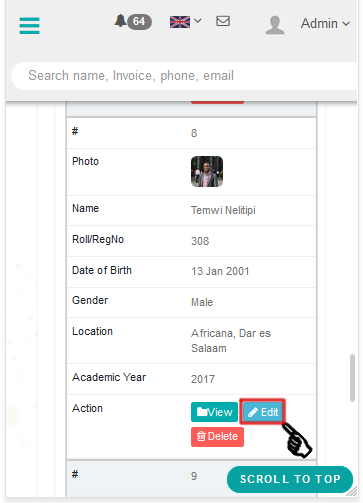 64
Admin
Search name, Invoice, phone, email
# 8
Photo
Name Temwi Nelitipi
Roll/RegNo 308
Date of Birth 13 Jan 2001
Gender Male
Location Africana, Dar es
Salaam
Academic Year 2017
Action View Edit
Delete
# 9
SCROLL TO TOP